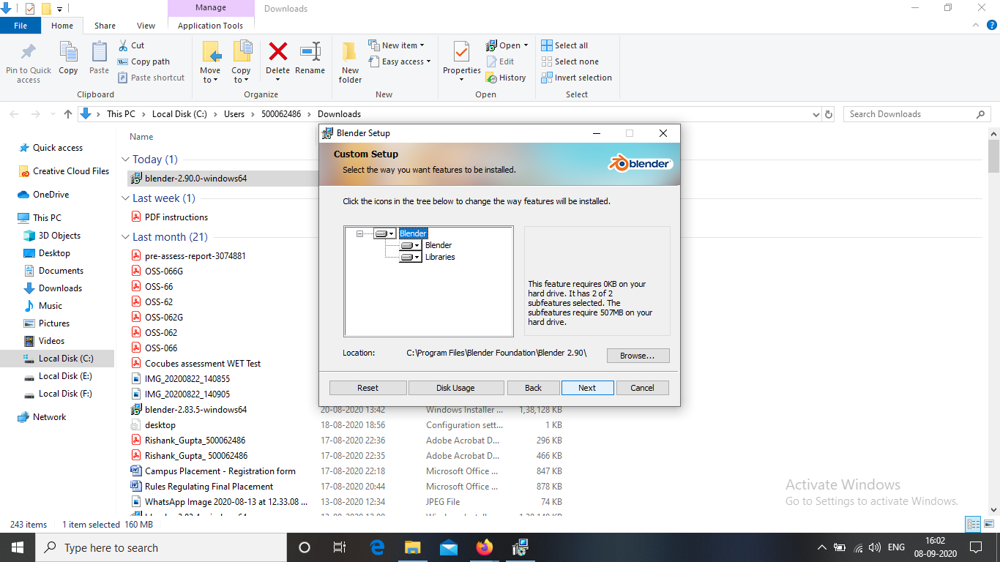 Manage
Downloads
File
Home
Share
View
Application Tools
Pin to Quick access
Copy
Paste
Cut
Copy path
Paste shortcut
Clipboard
Move to
Copy to
Delete
Rename
Organize
New folder
New item
Easy access
New
Properties
Open
Edit
History
Open
Select all
Select none
Invert selection
Select
This PC
Local Disk (C:)
Users
500062486
Downloads
Search Downloads
Quick access
Creative Cloud Files
OneDrive
This PC
3D Objects
Desktop
Documents
Downloads
Music
Pictures
Videos
Local Disk (C:)
Local Disk (E:)
Local Disk (F:)
Network
Name
Today (1)
blender-2.90.0-windows64
Last week (1)
PDF instructions
Last month (21)
pre-assess-report-3074881
OSS-066G
OSS-66
OSS-62
OSS-062G
OSS-062
OSS-066
Cocubes assessment WET Test
IMG_20200822_140855
IMG_20200822_140905
blender-2.83.5-windows64 20-08-2020 13:42 Windows Installer ... 1,38,128 KB
desktop 18-08-2020 18:56 Configuration sett... 1 KB
Rishank_Gupta_500062486 17-08-2020 22:36 Adobe Acrobat D... 296 KB
Rishank_Gupta_ 500062486 17-08-2020 22:35 Adobe Acrobat D... 466 KB
Campus Placement - Registration form 17-08-2020 22:18 Microsoft Office ... 847 KB
Rules Regulating Final Placement 17-08-2020 20:44 Microsoft Office ... 878 KB
WhatsApp Image 2020-08-13 at 12.33.08 ... 13-08-2020 12:34 JPEG File 74 KB
Blender Setup
Custom Setup
Select the way you want features to be installed.
blender
Click the icons in the tree below to change the way features will be installed.
Blender
Blender
Libraries
This feature requires 0KB on your
hard drive. It has 2 of 2
subfeatures selected. The
subfeatures require 507MB on your
hard drive.
Location: C:\Program Files\Blender Foundation\Blender 2.90\
Browse...
Reset
Disk Usage
Back
Next
Cancel
Activate Windows
Go to Settings to activate Windows.
243 items 1 item selected 160 MB
Type here to search
ENG
16:02
08-09-2020